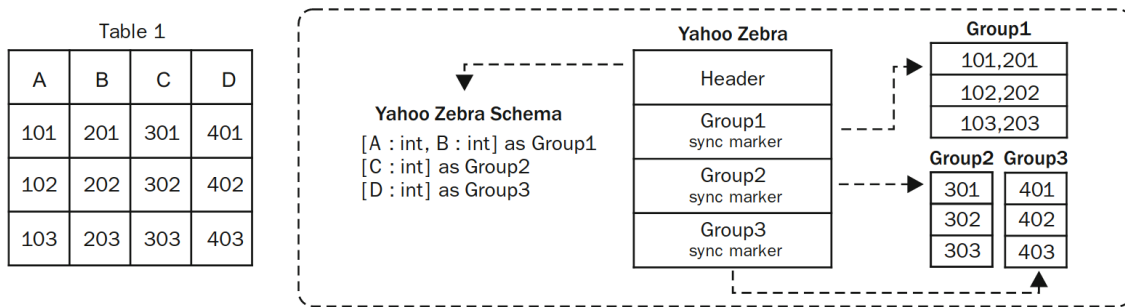 Table 1
A B C D
101 201 301 401
102 202 302 402
103 203 303 403
Yahoo Zebra Schema
[A : int, B : int] as Group1
[C : int] as Group2
[D : int] as Group3
Yahoo Zebra
Header
Group1
sync marker
Group2
sync marker
Group3
sync marker
Group1
101,201
102,202
103,203
Group2 Group3
301 401
302 402
303 403